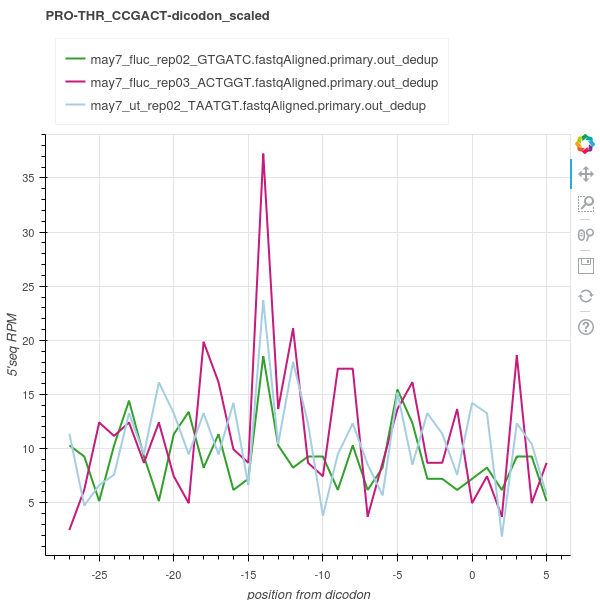 PRO-THR_CCGACT-dicodon_scaled
may7_fluc_rep02_GTGATC.fastqAligned.primary.out_dedup
may7_fluc_rep03_ACTGGT.fastqAligned.primary.out_dedup
may7_ut_rep02_TAATGT.fastqAligned.primary.out_dedup
35
30
25
20
15
10
5
5'seq RPM
-25 -20 -15 -10 -5 0 5
position from dicodon